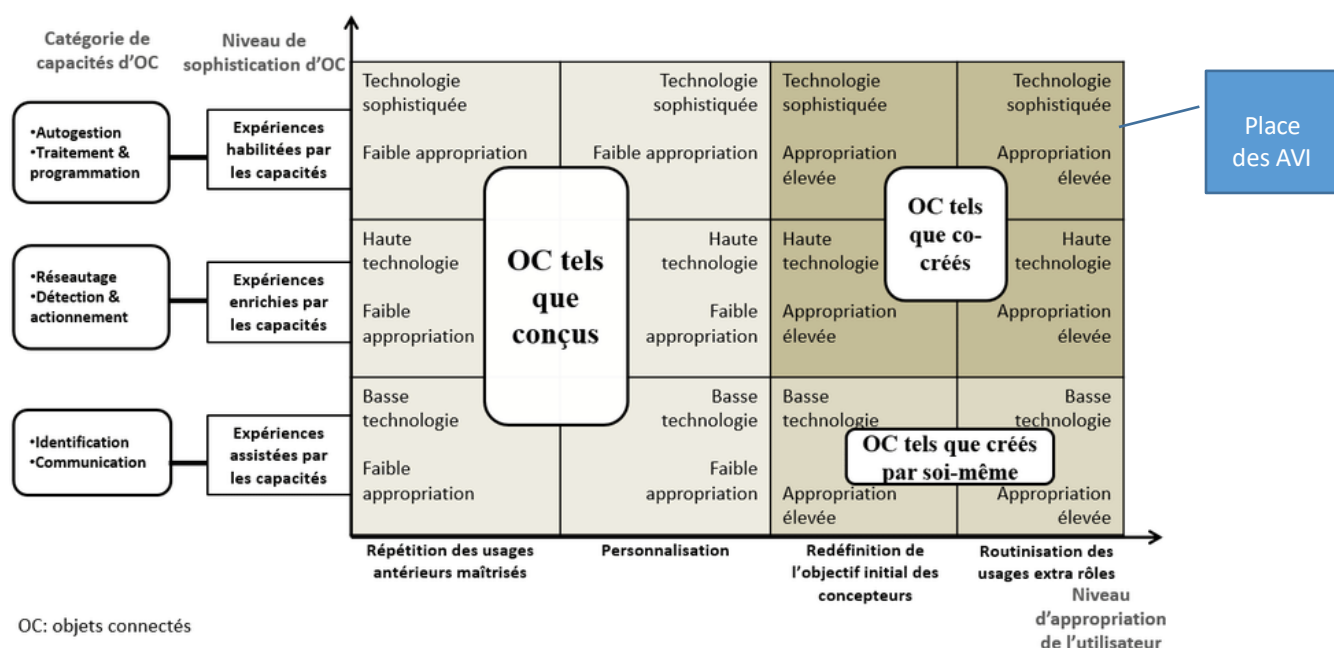 Catégorie de
capacités d'OC
Niveau de
sophistication d'OC
•Autogestion
•Traitement &
programmation
Expériences
habilitées par
les capacités
Technologie
sophistiquée
Faible appropriation
Technologie
sophistiquée
Faible appropriation
Technologie
sophistiquée
Appropriation
élevée
Technologie
sophistiquée
Appropriation
élevée
Place
des AVI
OC tels
que
conçus
OC tels
que co-
créés
•Réseautage
•Détection &
actionnement
Expériences
enrichies par
les capacités
Haute
technologie
Faible
appropriation
Haute
technologie
Faible
appropriation
Haute
technologie
Appropriation
élevée
Haute
technologie
Appropriation
élevée
•Identification
•Communication
Expériences
assistées par
les capacités
Basse
technologie
Faible
appropriation
Basse
technologie
Faible
appropriation
Basse
technologie
Appropriation
élevée
Basse
technologie
Appropriation
élevée
OC tels que créés
par soi-même
Répétition des usages
antérieurs maîtrisés
Personnalisation
Redéfinition de
l'objectif initial des
concepteurs
Routinisation des
usages extra rôles
Niveau
d'appropriation
de l'utilisateur
OC: objets connectés